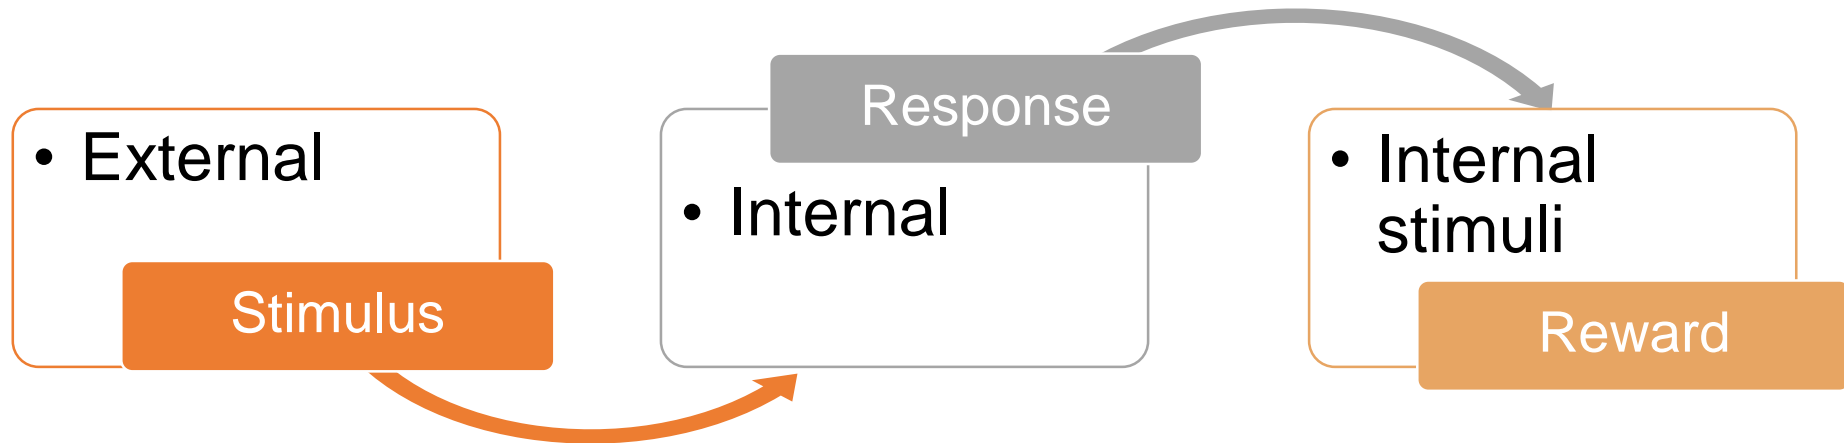 • External
Stimulus
Response
• Internal
• Internal
stimuli
Reward